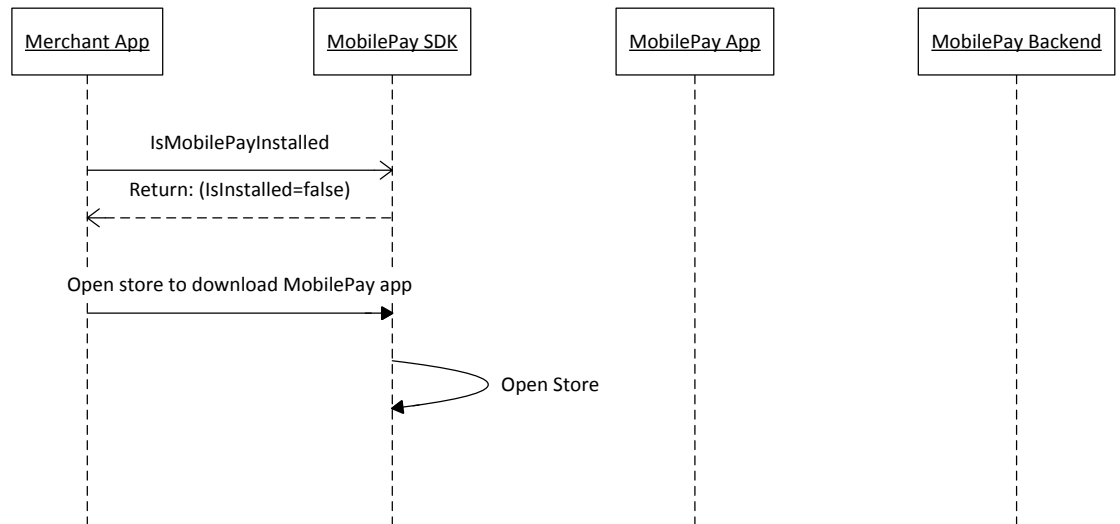 Merchant App
MobilePay SDK
MobilePay App
MobilePay Backend
IsMobilePayInstalled
Return: (IsInstalled=false)
Open store to download MobilePay app
Open Store